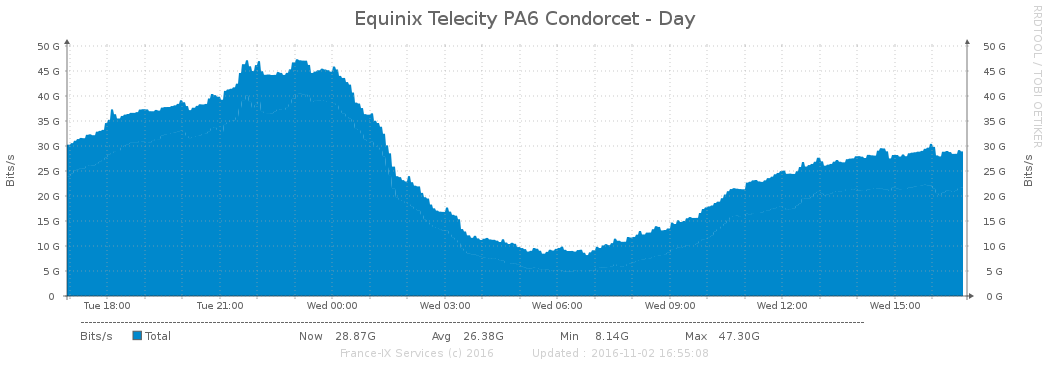 Equinix Telecity PA6 Condorcet - Day
RRDTOOL / TOBI OETIKER
Bits/s
50 G
45 G
40 G
35 G
30 G
25 G
20 G
15 G
10 G
5 G
0
50 G
45 G
40 G
35 G
30 G
25 G
20 G
15 G
10 G
5 G
0 G
Bits/s
Tue 18:00 Tue 21:00 Wed 00:00 Wed 03:00 Wed 06:00 Wed 09:00 Wed 12:00 Wed 15:00
Bits/s Total Now 28.87G Avg 26.38G Min 8.14G Max 47.30G
France-IX Services (c) 2016 Updated : 2016-11-02 16:55:08